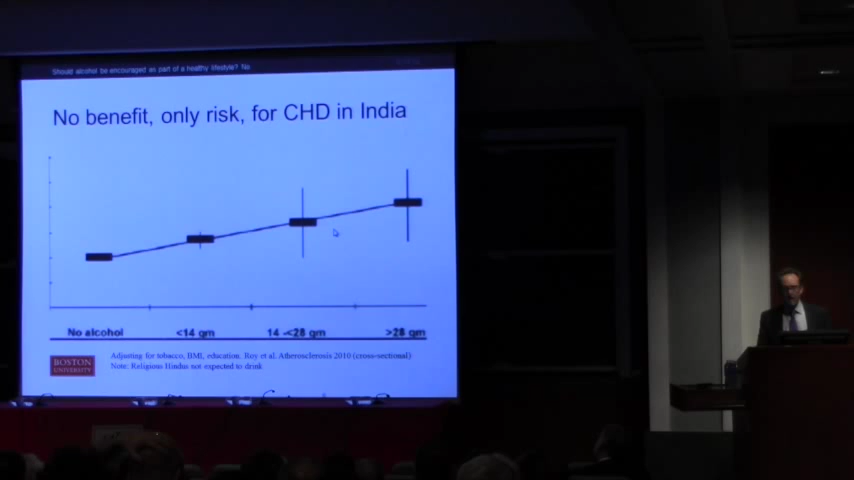 Should alcohol be encouraged as part of a healthy lifestyle? No
No benefit, only risk, for CHD in India
No alcohol <14 gm 14 -<28 gm >28 gm
BOSTON
UNIVERSITY
Adjusting for tobacco, BMI, education. Roy et al. Atherosclerosis 2010 (cross-sectional)
Note: Religious Hindus not expected to drink